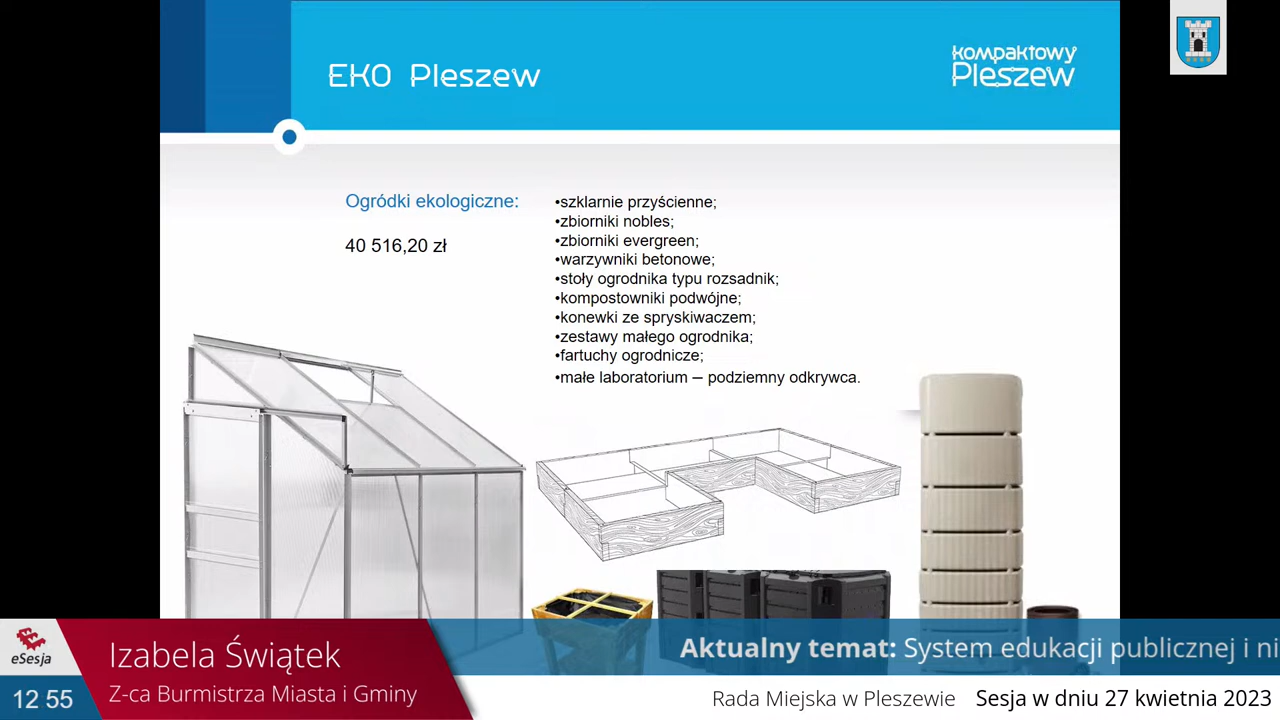 EKO Pleszew
kompaktowy
Pleszew
Ogródki ekologiczne:
40 516,20 zł
•szklarnie przyścienne;
•zbiorniki nobles;
•zbiorniki evergreen;
•warzywniki betonowe;
•stoły ogrodnika typu rozsadnik;
•kompostowniki podwójne;
•konewki ze spryskiwaczem;
•zestawy małego ogrodnika;
•fartuchy ogrodnicze;
•małe laboratorium – podziemny odkrywca.
eSesja
12 55
Izabela Świątek
Z-ca Burmistrza Miasta i Gminy
Aktualny temat: System edukacji publicznej i ni
Rada Miejska w Pleszewie Sesja w dniu 27 kwietnia 2023